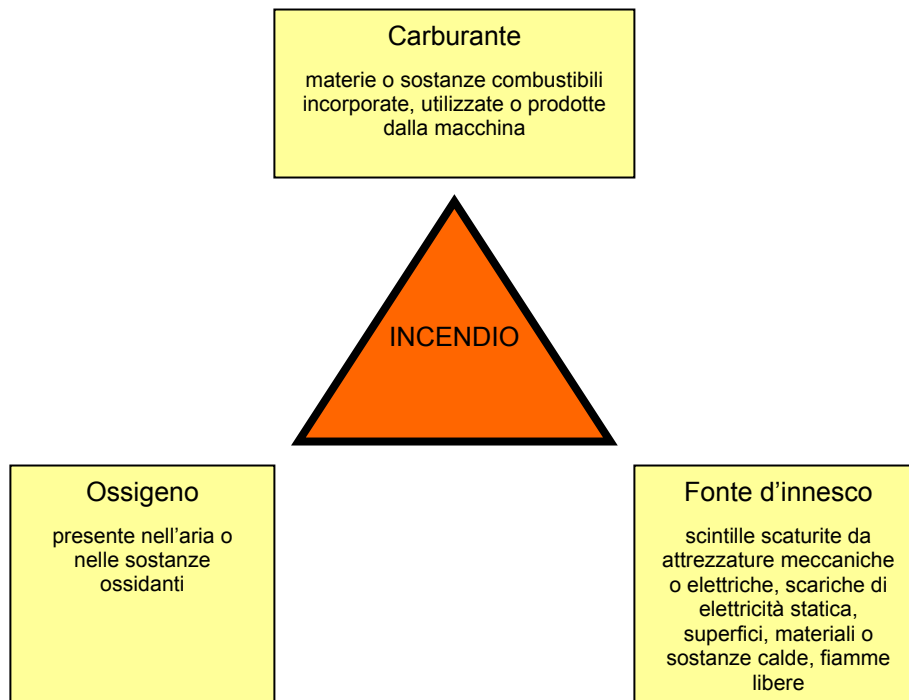 Carburante
materie o sostanze combustibili
incorporate, utilizzate o prodotte
dalla macchina
INCENDIO
Ossigeno
presente nell’aria o
nelle sostanze
ossidanti
Fonte d’innesco
scintille scaturite da
attrezzature meccaniche
o elettriche, scariche di
elettricità statica,
superfici, materiali o
sostanze calde, fiamme
libere